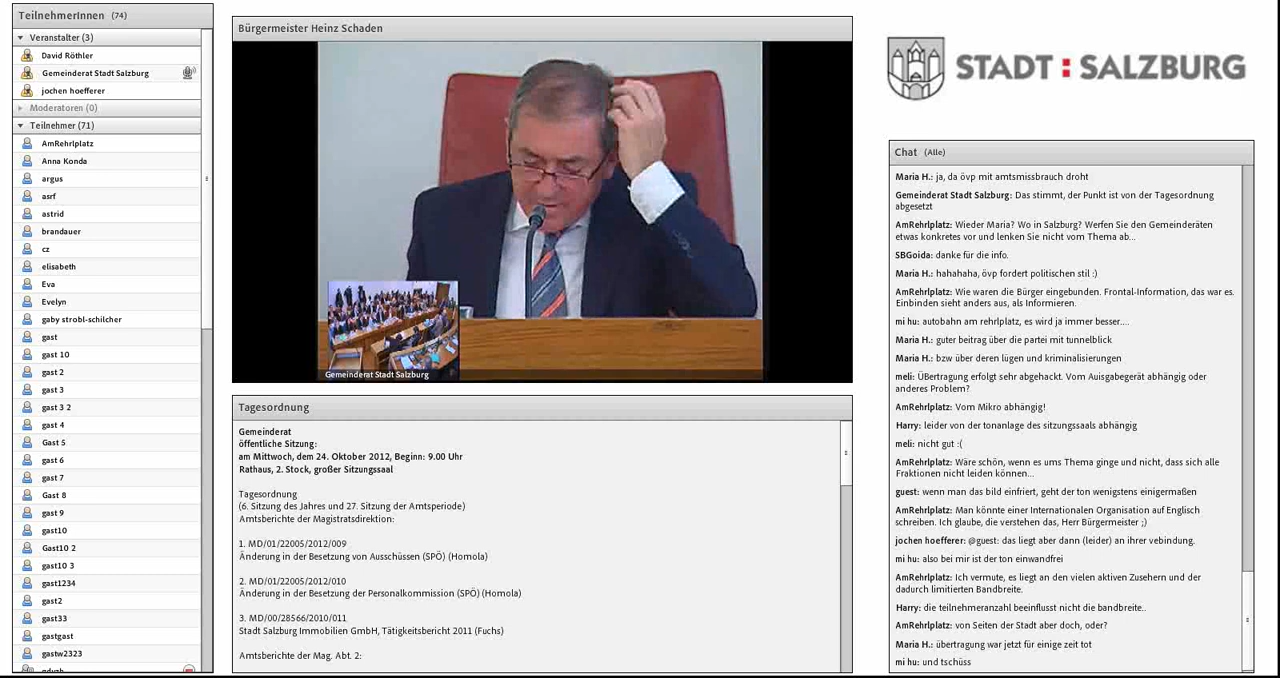 TeilnehmerInnen (74)
Veranstalter (3)
David Röthler
Gemeinderat Stadt Salzburg
jochen hoefferer
Moderatoren (0)
Teilnehmer (71)
AmRehrlplatz
Anna Konda
argus
asrf
astrid
brandauer
cz
elisabeth
Eva
Evelyn
gaby strobl-schilcher
gast
gast 10
gast 2
gast 3
gast 3 2
gast 4
Gast 5
gast 6
gast 7
Gast 8
gast 9
gast10
Gast10 2
gast10 3
gast1234
gast2
gast33
gastgast
gastw2323
Bürgermeister Heinz Schaden
Gemeinderat Stadt Salzburg
Tagesordnung
Gemeinderat
öffentliche Sitzung:
am Mittwoch, dem 24. Oktober 2012, Beginn: 9.00 Uhr
Rathaus, 2. Stock, großer Sitzungssaal
Tagesordnung
(6. Sitzung des Jahres und 27. Sitzung der Amtsperiode)
Amtsberichte der Magistratsdirektion:
1. MD/01/22005/2012/009
Änderung in der Besetzung von Ausschüssen (SPÖ) (Homola)
2. MD/01/22005/2012/010
Änderung in der Besetzung der Personalkommission (SPÖ) (Homola)
3. MD/00/28566/2010/011
Stadt Salzburg Immobilien GmbH, Tätigkeitsbericht 2011 (Fuchs)
Amtsberichte der Mag. Abt. 2:
STADT : SALZBURG
Chat (Alle)
Maria H.: ja, da övp mit amtsmissbrauch droht
Gemeinderat Stadt Salzburg: Das stimmt, der Punkt ist von der Tagesordnung
abgesetzt
AmRehrlplatz: Wieder Maria? Wo in Salzburg? Werfen Sie den Gemeinderäten
etwas konkretes vor und lenken Sie nicht vom Thema ab...
SBGoida: danke für die info.
Maria H.: hahahaha, övp fordert politischen stil :)
AmRehrlplatz: Wie waren die Bürger eingebunden. Frontal-Information, das war es.
Einbinden sieht anders aus, als Informieren.
mi hu: autobahn am rehrlplatz, es wird ja immer besser....
Maria H.: guter beitrag über die partei mit tunnelblick
Maria H.: bzw über deren lügen und kriminalisierungen
meli: ÜBertragung erfolgt sehr abgehackt. Vom Auisgabegerät abhängig oder
anderes Problem?
AmRehrlplatz: Vom Mikro abhängig!
Harry: leider von der tonanlage des sitzungssaals abhängig
meli: nicht gut :(
AmRehrlplatz: Wäre schön, wenn es ums Thema ginge und nicht, dass sich alle
Fraktionen nicht leiden können...
guest: wenn man das bild einfriert, geht der ton wenigstens einigermaßen
AmRehrlplatz: Man könnte einer Internationalen Organisation auf Englisch
schreiben. Ich glaube, die verstehen das, Herr Bürgermeister ;)
jochen hoefferer: @guest: das liegt aber dann (leider) an ihrer vebindung.
mi hu: also bei mir ist der ton einwandfrei
AmRehrlplatz: Ich vermute, es liegt an den vielen aktiven Zusehern und der
dadurch limitierten Bandbreite.
Harry: die teilnehmeranzahl beeinflusst nicht die bandbreite..
AmRehrlplatz: von Seiten der Stadt aber doch, oder?
Maria H.: übertragung war jetzt für einige zeit tot
mi hu: und tschüss